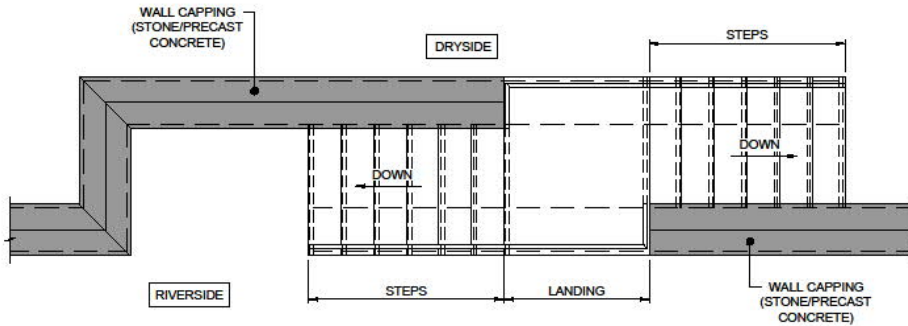 WALL CAPPING
(STONE/PRECAST
CONCRETE)
DRYSIDE
STEPS
DOWN
DOWN
RIVERSIDE
STEPS
LANDING
WALL CAPPING
(STONE/PRECAST
CONCRETE)